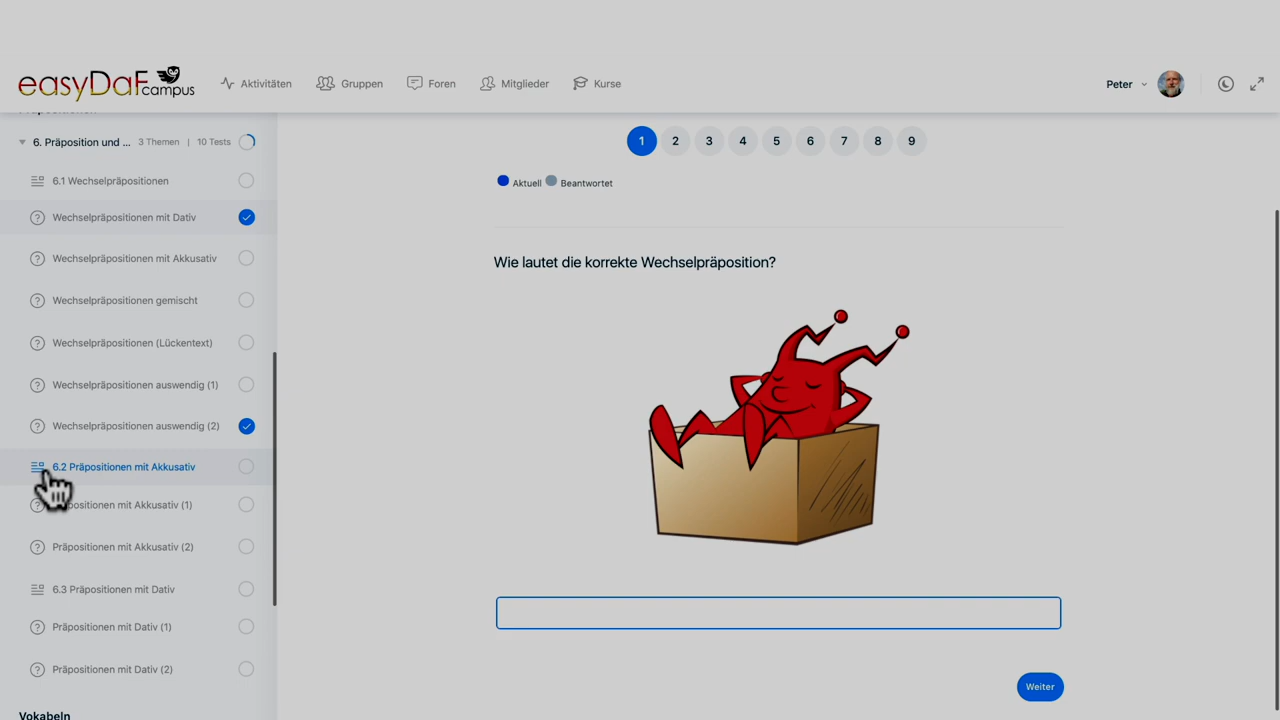 easyDaF campus
Aktivitäten
Gruppen
Foren
Mitglieder
Kurse
Peter
6. Präposition und ... 3 Themen | 10 Tests
6.1 Wechselpräpositionen
Wechselpräpositionen mit Dativ
Wechselpräpositionen mit Akkusativ
Wechselpräpositionen gemischt
Wechselpräpositionen (Lückentext)
Wechselpräpositionen auswendig (1)
Wechselpräpositionen auswendig (2)
6.2 Präpositionen mit Akkusativ
mit Akkusativ (1)
Präpositionen mit Akkusativ (2)
6.3 Präpositionen mit Dativ
Präpositionen mit Dativ (1)
Präpositionen mit Dativ (2)
Vokabeln
1 2 3 4 5 6 7 8 9
Aktuell Beantwortet
Wie lautet die korrekte Wechselpräposition?
Weiter